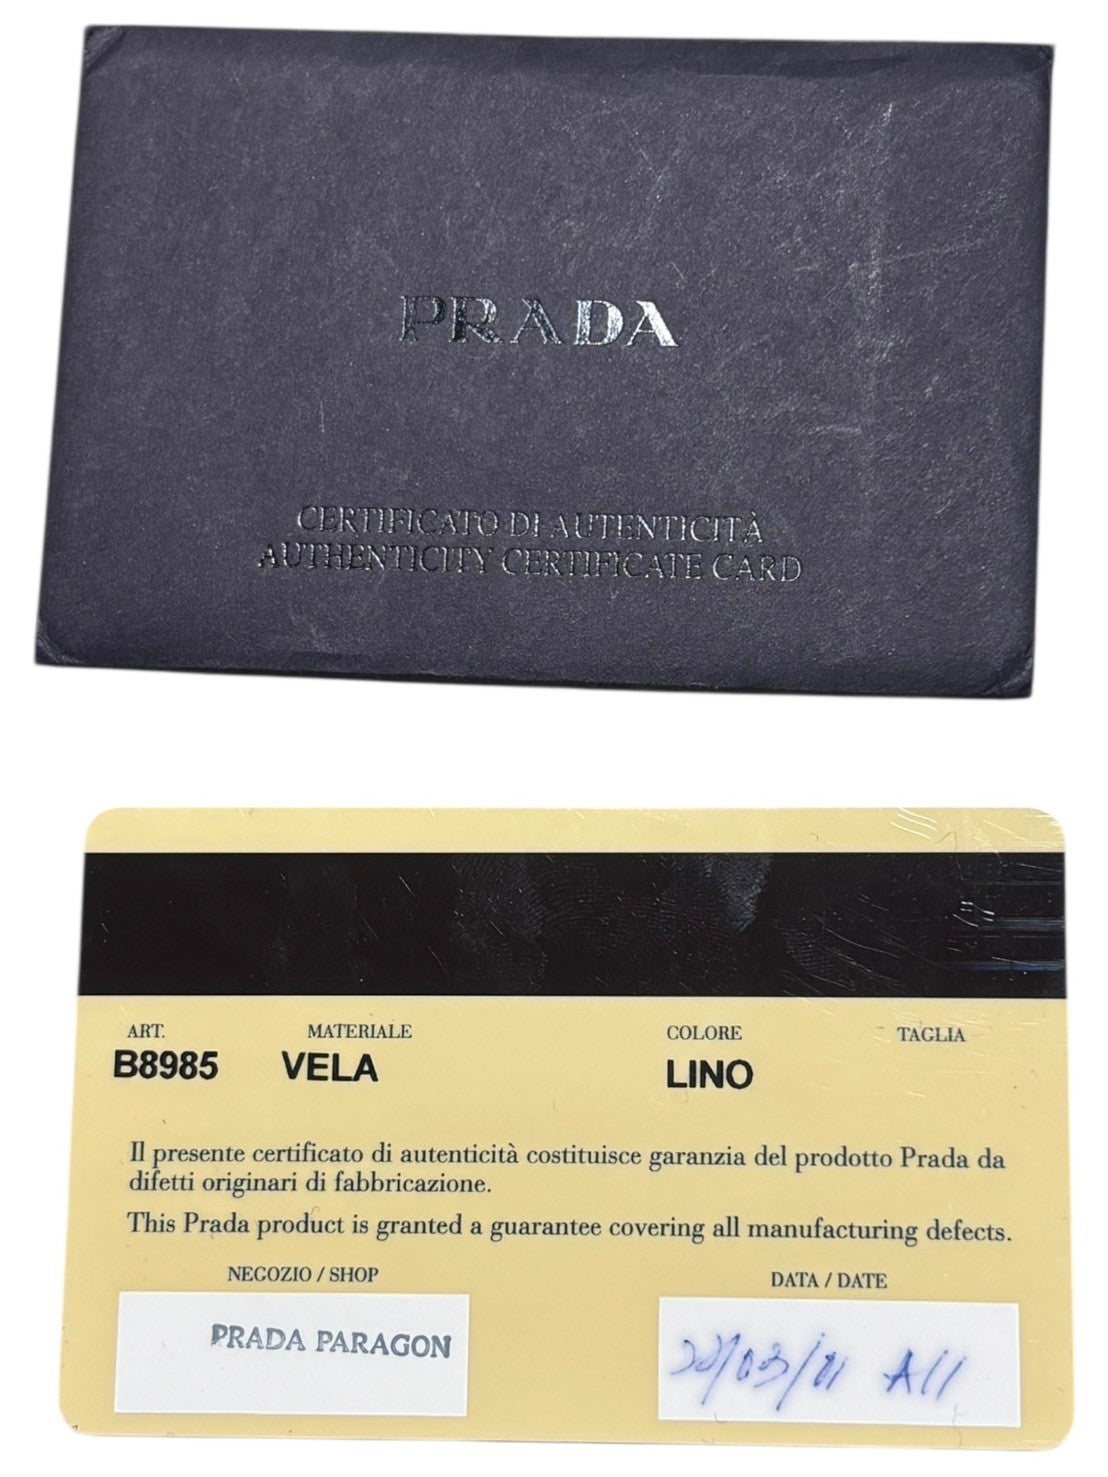 PRADA
CERTIFICATO DI AUTENTICITÀ
AUTHENTICITY CERTIFICATE CARD
ART. MATERIALE COLORE TAGLIA
B8985 VELA LINO
Il presente certificato di autenticità costituisce garanzia del prodotto Prada da
difetti originari di fabbricazione.
This Prada product is granted a guarantee covering all manufacturing defects.
NEGOZIO / SHOP DATA / DATE
PRADA PARAGON